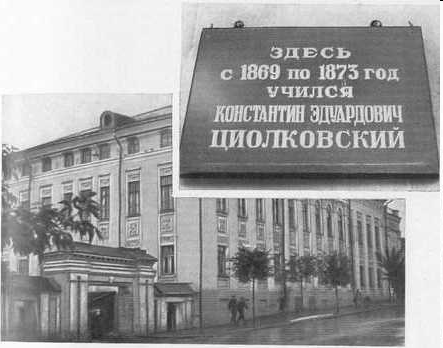 ЗДЕСЬ
с 1869 по 1873 год
УЧИЛСЯ
КОНСТАНТИН ЭДУАРДОВИЧ
ЦИОЛКОВСКИЙ